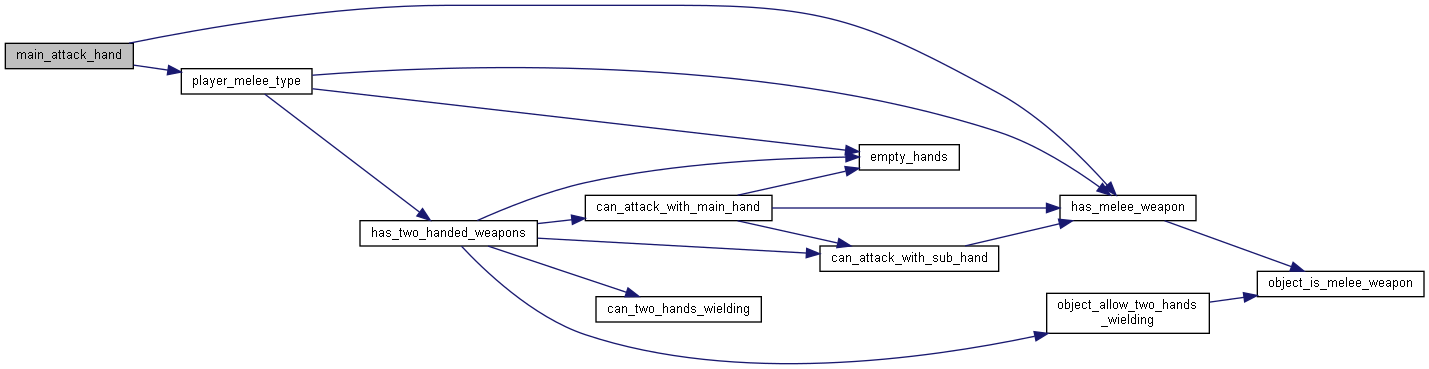 main_attack_hand
player_melee_type
empty_hands
can_attack_with_main_hand
has_melee_weapon
has_two_handed_weapons
can_attack_with_sub_hand
object_is_melee_weapon
can_two_hands_wielding
object_allow_two_hands
_wielding